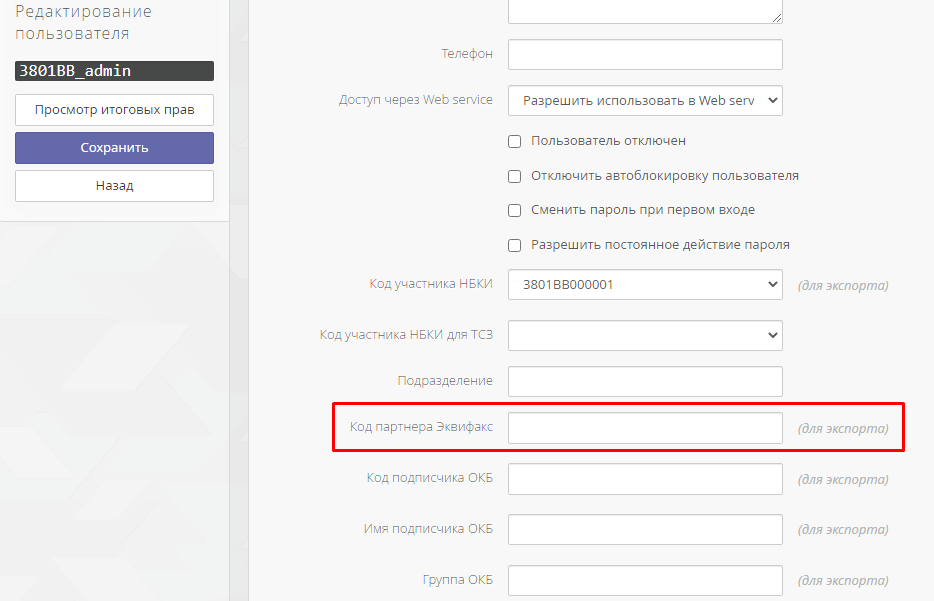 Редактирование
пользователя
3801BB_admin
Просмотр итоговых прав
Сохранить
Назад
Телефон
Доступ через Web service
Разрешить использовать в Web serv
Пользователь отключен
Отключить автоблокировку пользователя
Сменить пароль при первом входе
Разрешить постоянное действие пароля
Код участника НБКИ
3801BB000001
(для экспорта)
Код участника НБКИ для ТСЗ
Подразделение
Код партнера Эквифакс
(для экспорта)
Код подписчика ОКБ
(для экспорта)
Имя подписчика ОКБ
(для экспорта)
Группа ОКБ
(для экспорта)